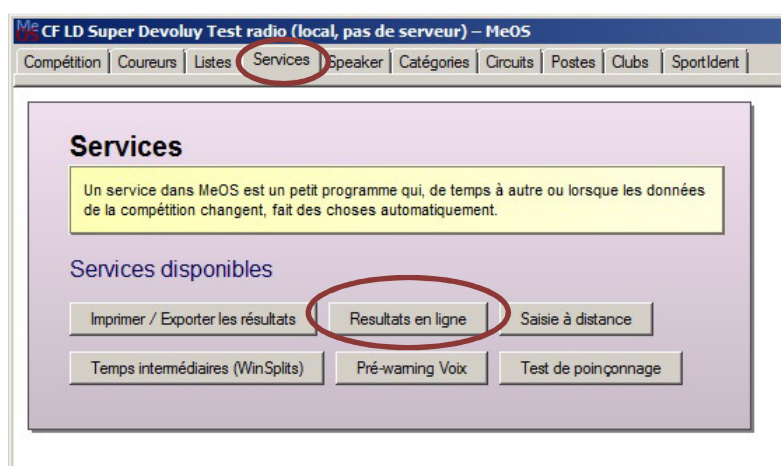 MeOS CF LD Super Devoluy Test radio (local, pas de serveur) – MeOS
Compétition Coureurs Listes Services Speaker Catégories Circuits Postes Clubs SportIdent
Services
Un service dans MeOS est un petit programme qui, de temps à autre ou lorsque les données
de la compétition changent, fait des choses automatiquement.
Services disponibles
Imprimer / Exporter les résultats Resultats en ligne Saisie à distance
Temps intermédiaires (WinSplits) Pré-warning Voix Test de poinçonnage